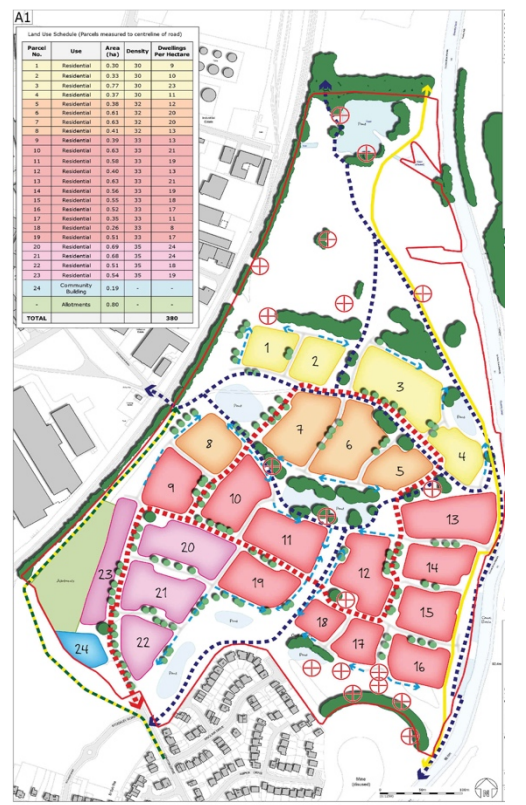 A1
Land Use Schedule (Parcels measured to centreline of road)
Parcel No. Use Area (ha) Density Dwellings Per Hectare
1 Residential 0.30 30 9
2 Residential 0.33 30 10
3 Residential 0.77 30 23
4 Residential 0.37 30 11
5 Residential 0.38 32 12
6 Residential 0.61 32 20
7 Residential 0.63 32 20
8 Residential 0.41 32 13
9 Residential 0.39 33 13
10 Residential 0.63 33 21
11 Residential 0.58 33 19
12 Residential 0.40 33 13
13 Residential 0.63 33 21
14 Residential 0.56 33 19
15 Residential 0.55 33 18
16 Residential 0.52 33 17
17 Residential 0.35 33 11
18 Residential 0.26 33 8
19 Residential 0.51 33 17
20 Residential 0.69 35 24
21 Residential 0.68 35 24
22 Residential 0.51 35 18
23 Residential 0.54 35 19
24 Community Building 0.19 - -
- Allotments 0.80 - -
TOTAL 380
Pond
1
2
3
Pond
Pond
7
6
8
4
5
9
10
Pond
13
11
20
14
12
23
19
21
Allotments
15
18
22
17
Pond
16
24
Pond